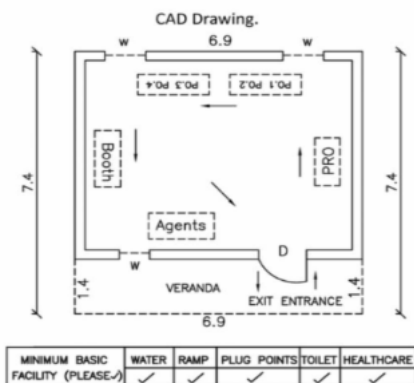 CAD Drawing.
6.9
W W
PO.4 PO.3 PO.2 PO.1
7.4 Booth PRO 7.4
Agents
D
W
1.4 VERANDA EXIT ENTRANCE 1.4
6.9
MINIMUM BASIC FACILITY (PLEASE✓) WATER RAMP PLUG POINTS TOILET HEALTHCARE
✓ ✓ ✓ ✓ ✓